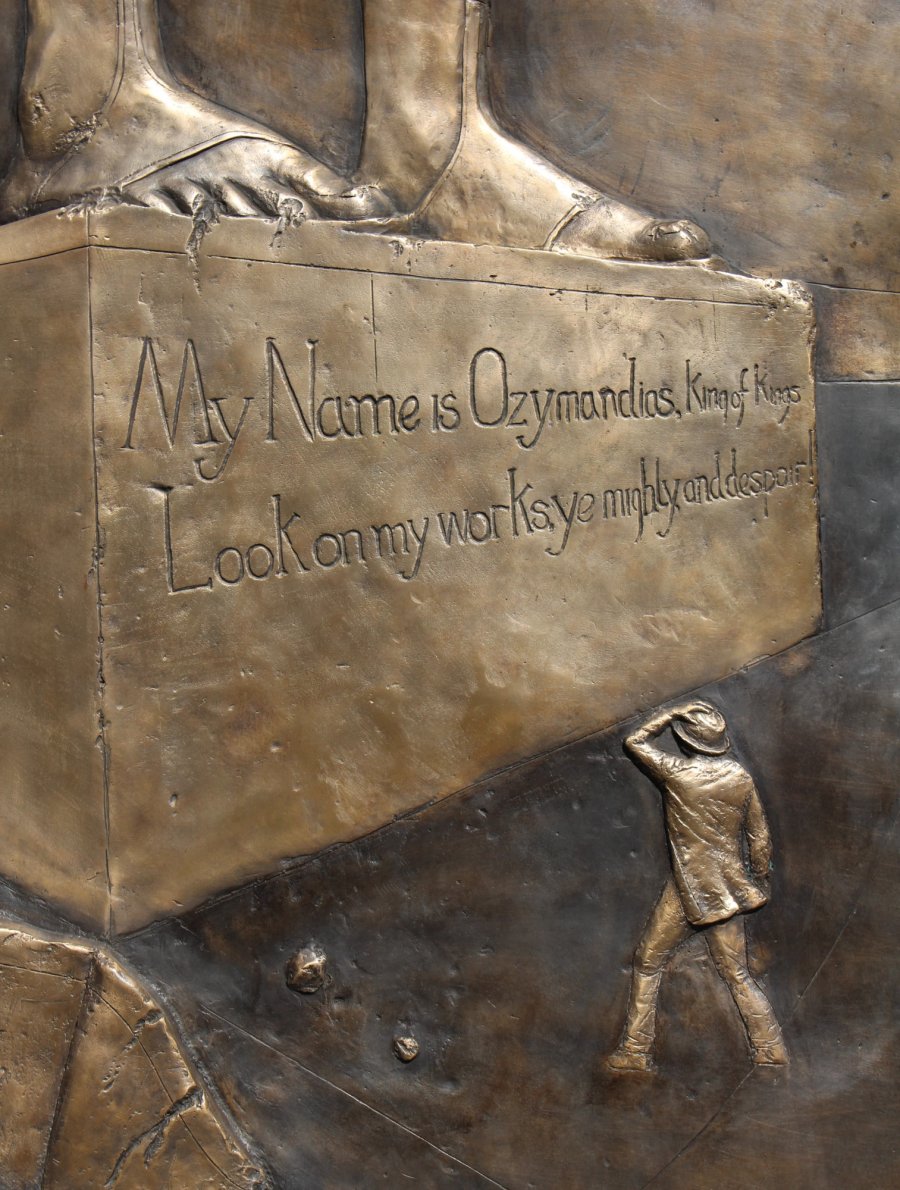 My Name is Ozymandias, King of Kings
Look on my works, ye mighty, and despair!